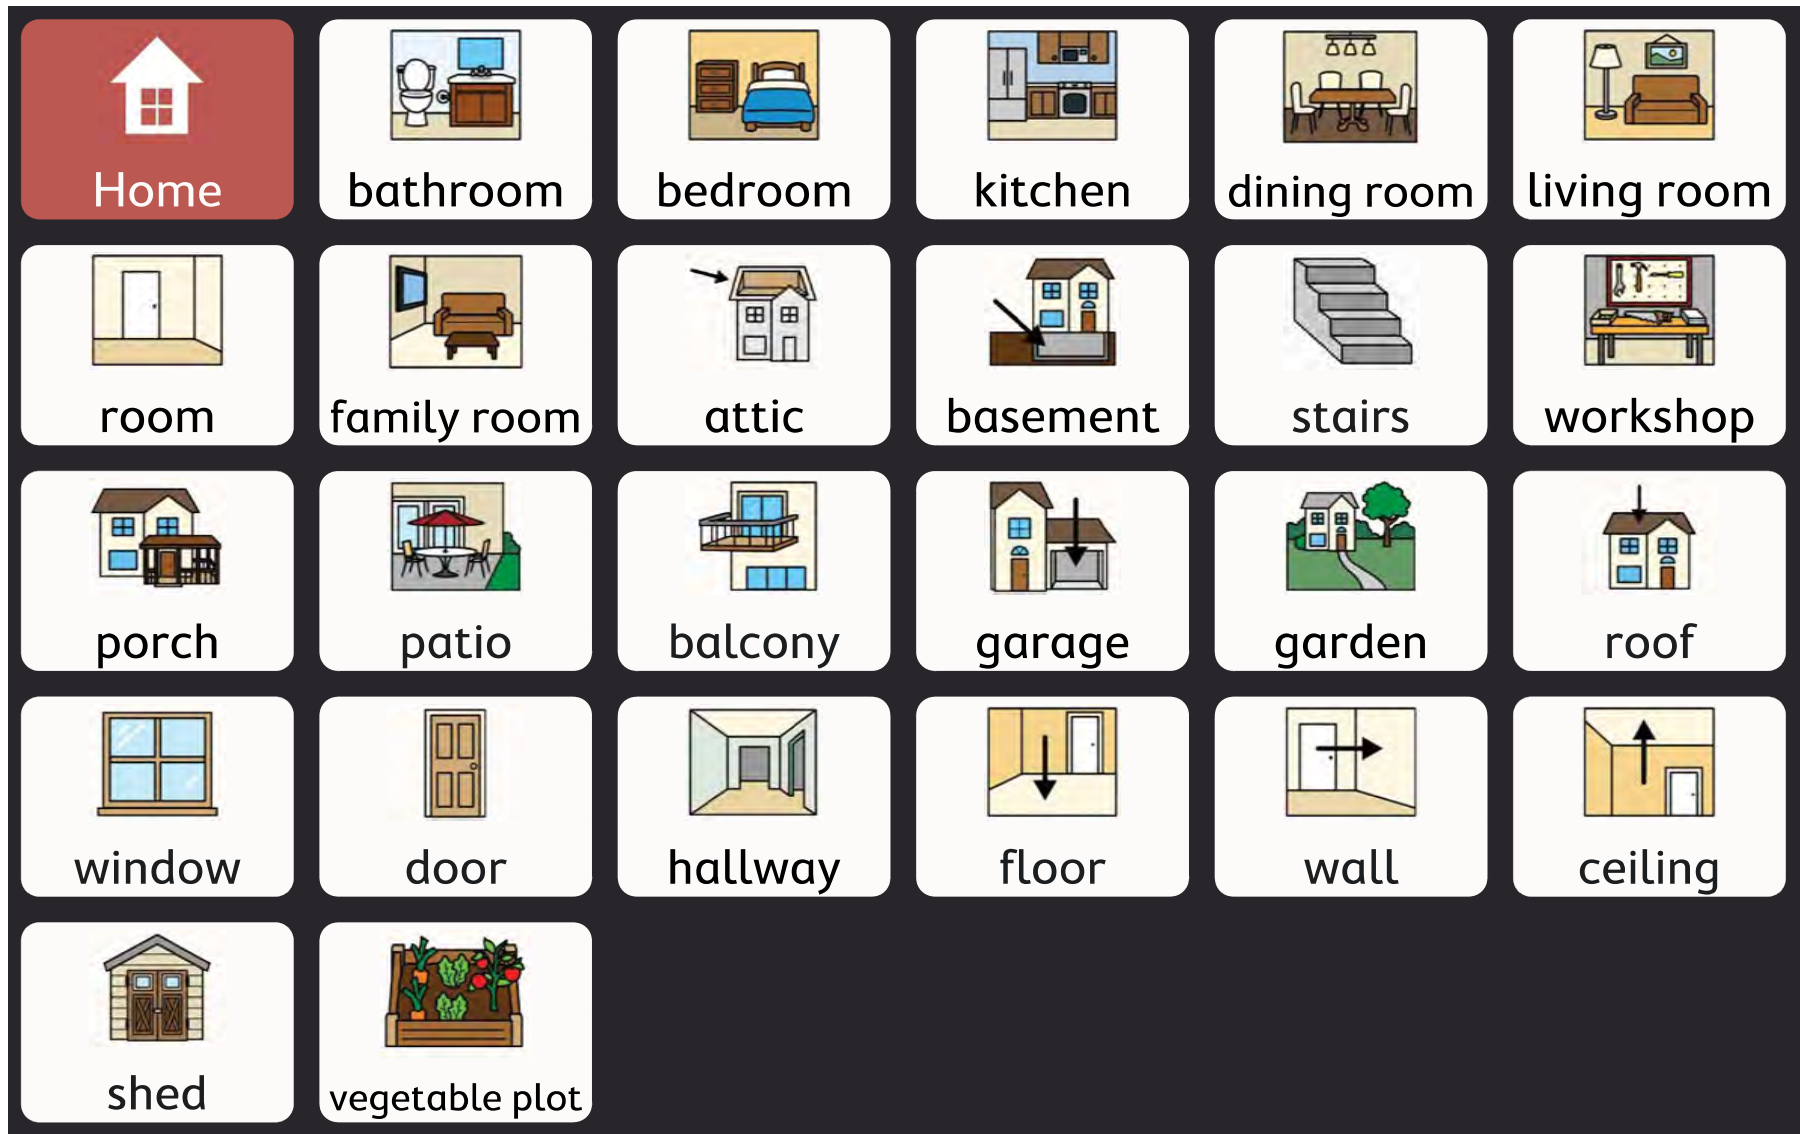 Home
bathroom
bedroom
kitchen
dining room
living room
room
family room
attic
basement
stairs
workshop
porch
patio
balcony
garage
garden
roof
window
door
hallway
floor
wall
ceiling
shed
vegetable plot